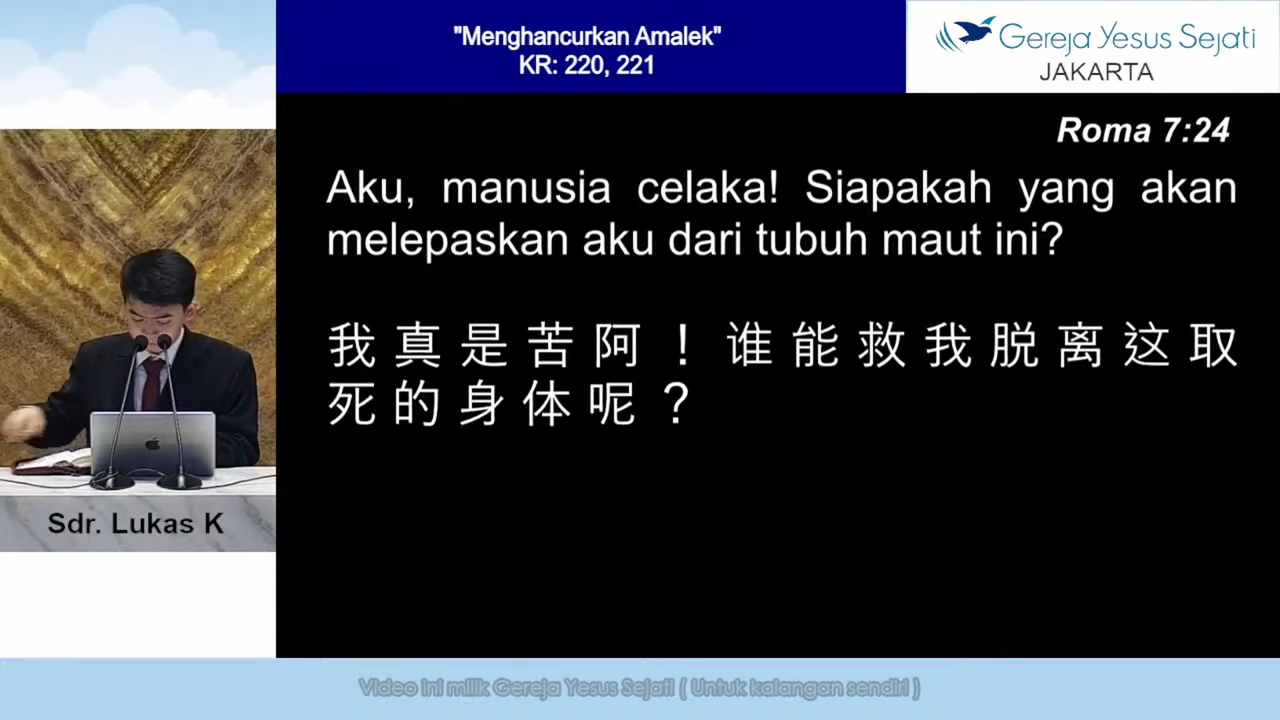 "Menghancurkan Amalek"
KR: 220, 221
Gereja Yesus Sejati
JAKARTA
Roma 7:24
Aku, manusia celaka! Siapakah yang akan
melepaskan aku dari tubuh maut ini?
我真是苦阿！谁能救我脱离这取
死的身体呢？
Sdr. Lukas K
Video ini milik Gereja Yesus Sejati ( Untuk kalangan sendiri )